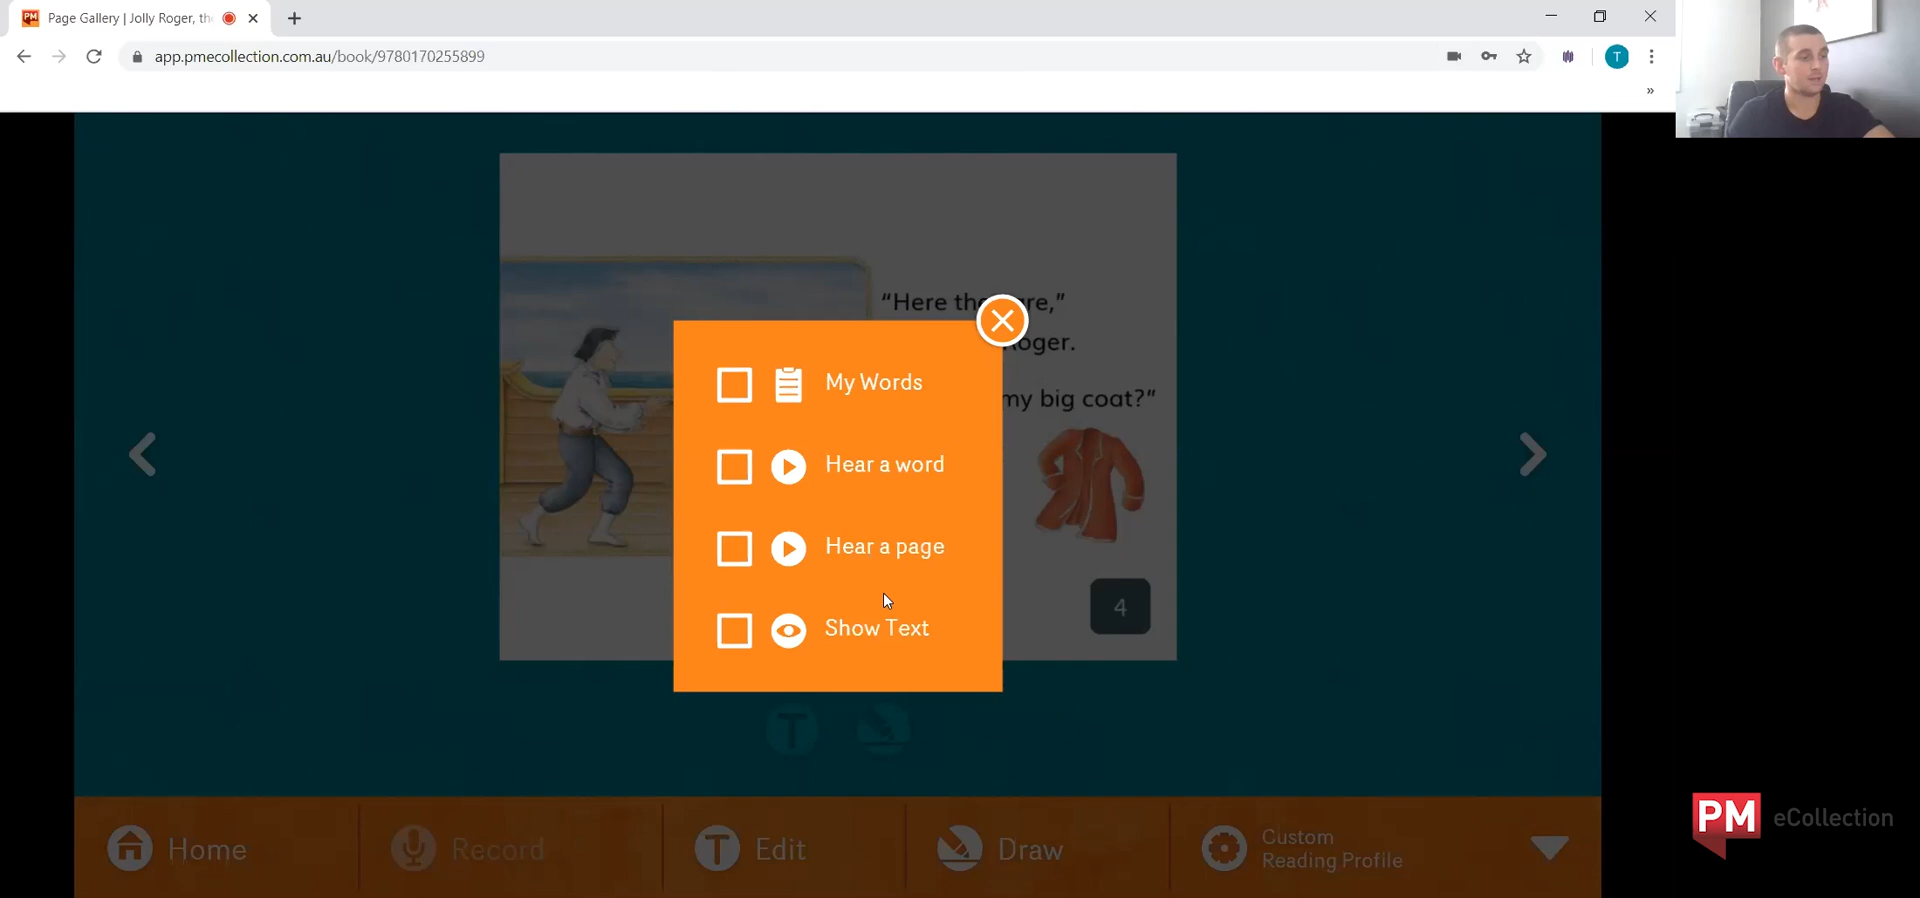 Page Gallery | Jolly Roger, th
app.pmecollection.com.au/book/9780170255899
T
»
“Here the re,”
oger.
my big coat?”
My Words
Hear a word
Hear a page
Show Text
4
T
Home
Record
T Edit
Draw
Custom
Reading Profile
PM eCollection